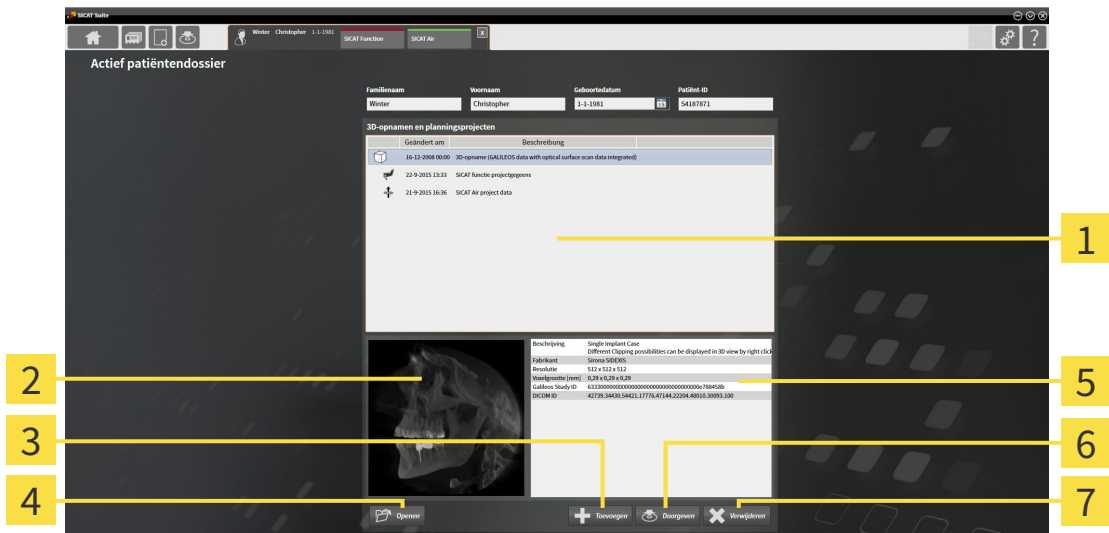 SICAT Suite
Winter Christopher 1-1-1981
SICAT Function
SICAT Air
X
?
Actief patiëntendossier
Familienaam Voornaam Geboortedatum Patiënt-ID
Winter Christopher 1-1-1981 54187871
3D-opnamen en planningsprojecten
Geändert am Beschreibung
16-12-2008 00:00 3D-opname (GALILEOS data with optical surface scan data integrated)
22-9-2015 13:33 SICAT functie projectgegoens
21-9-2015 16:36 SICAT Air project data
1
Beschrijving Single Implant Case
Different Clipping possibilities can be displayed in 3D view by right click
Fabrikant Sirona SIDEXIS
Resolutie 512 x 512 x 512
Voxelgrootte [mm] 0,29 x 0,29 x 0,29
Galileos Study ID
DICOM ID 42739.34430.54421.17776.47144.22204.48010.30093.100
2
5
3
6
4
7
Openen
Toevoegen
Doorgeven
Verwijderen